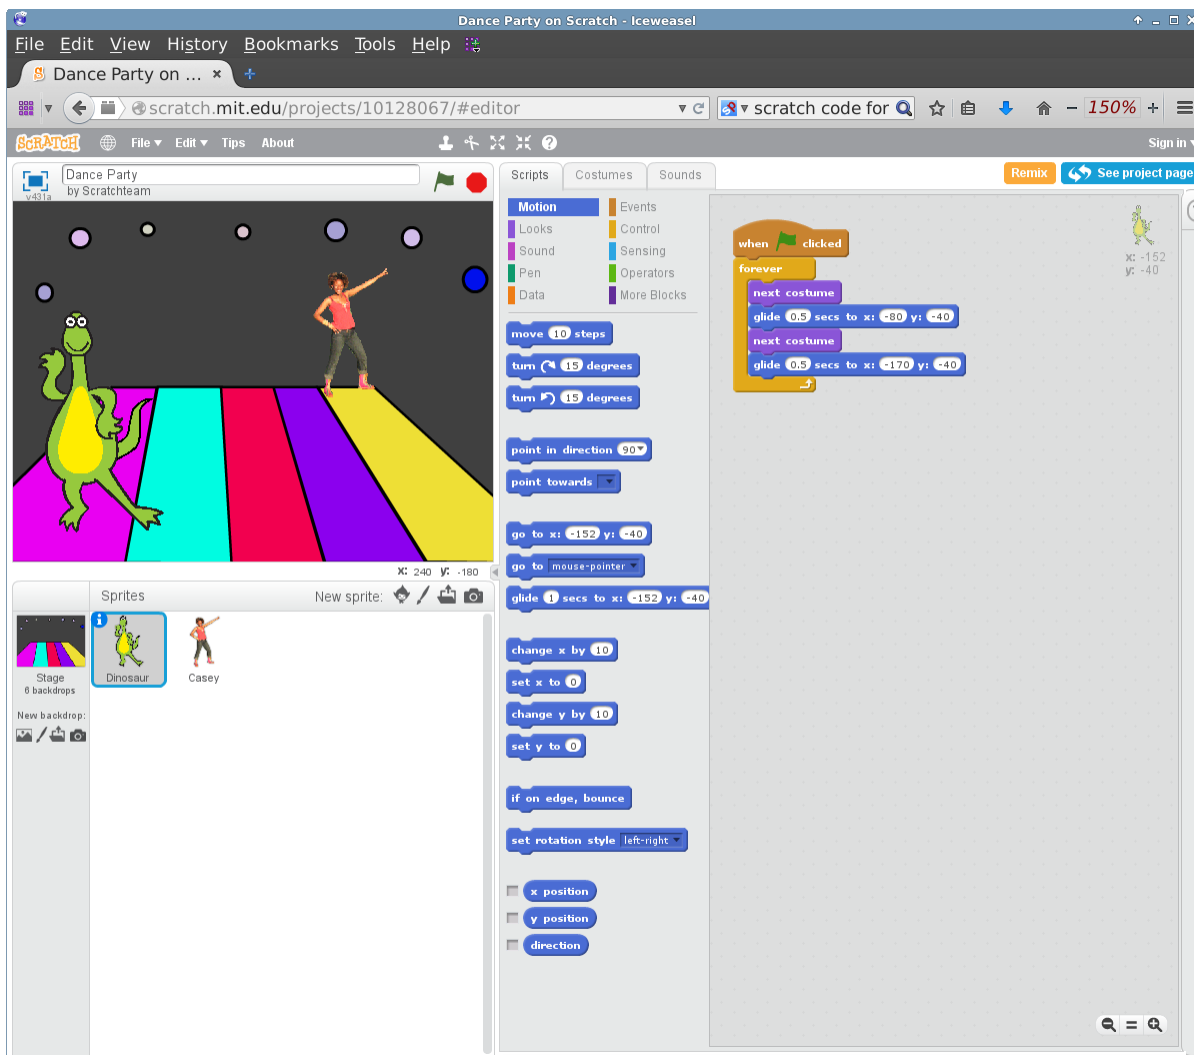 Dance Party on Scratch - Iceweasel
File Edit View History Bookmarks Tools Help
Dance Party on ...
scratch.mit.edu/projects/10128067/#editor
scratch code for
150%
SCRATCH File Edit Tips About
Sign in
v431a
Dance Party
by Scratchteam
Scripts Costumes Sounds
Remix
See project page
Motion Events
Looks Control
Sound Sensing
Pen Operators
Data More Blocks
move 10 steps
turn 15 degrees
turn 15 degrees
point in direction 90
point towards
go to x: -152 y: -40
go to mouse-pointer
glide 1 secs to x: -152 y: -40
change x by 10
set x to 0
change y by 10
set y to 0
if on edge, bounce
set rotation style left-right
x position
y position
direction
when clicked
forever
next costume
glide 0.5 secs to x: -80 y: -40
next costume
glide 0.5 secs to x: -170 y: -40
x: -152
y: -40
x: 240 y: -180
Sprites
New sprite:
Stage
6 backdrops
New backdrop:
Dinosaur
Casey